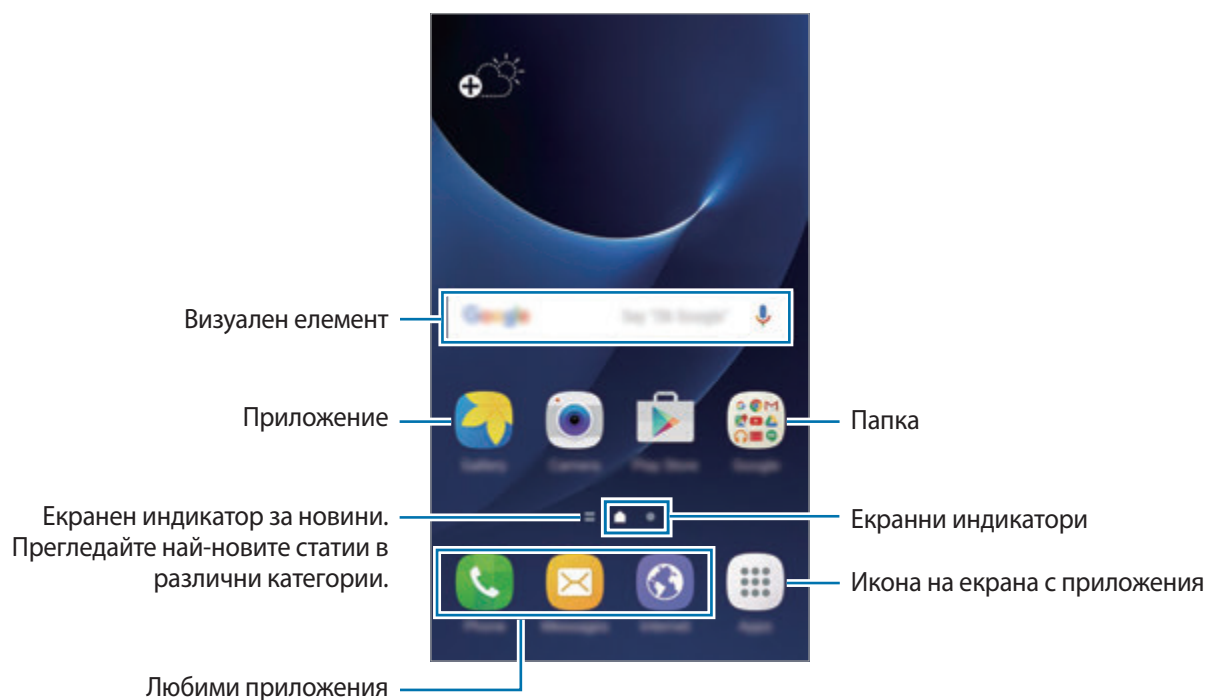 Визуален елемент
Приложение
Папка
Екранен индикатор за новини.
Прегледайте най-новите статии в
различни категории.
Екранни индикатори
Икона на екрана с приложения
Любими приложения